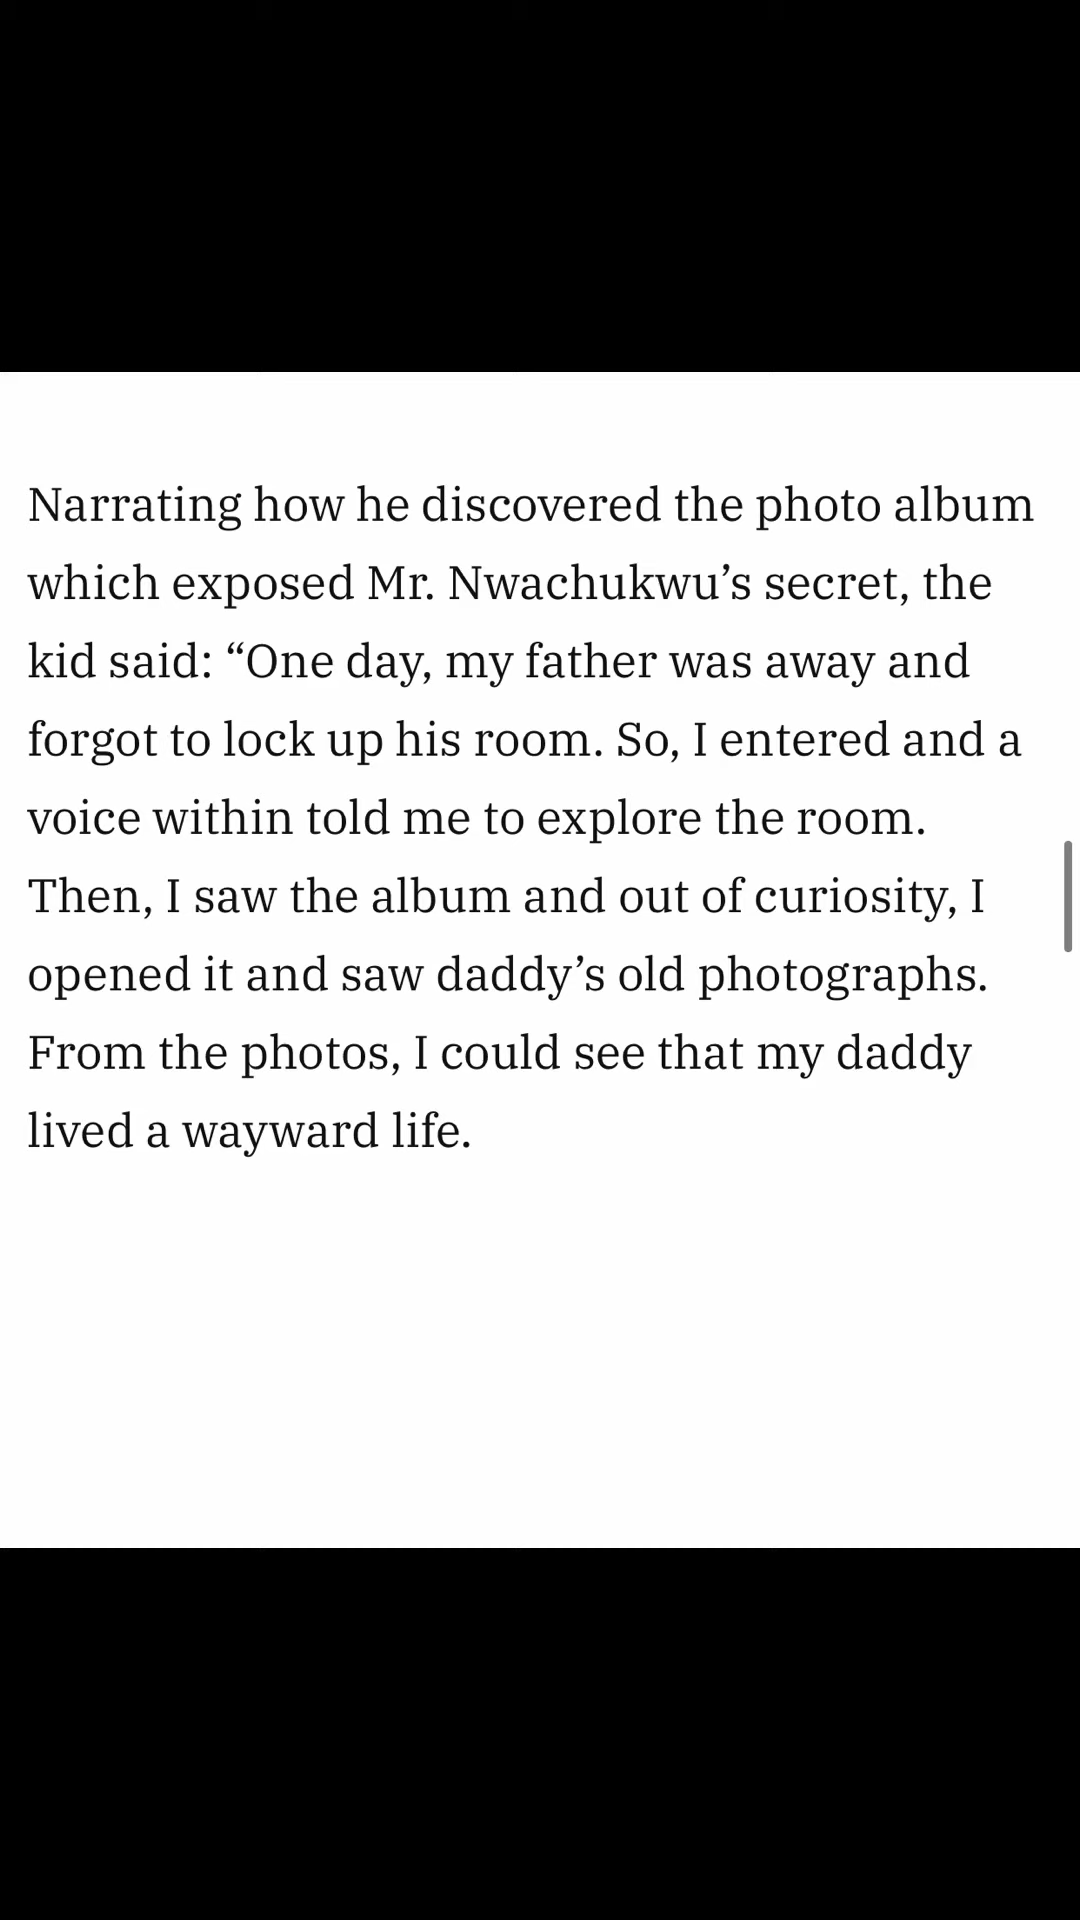 Narrating how he discovered the photo album
which exposed Mr. Nwachukwu’s secret, the
kid said: “One day, my father was away and
forgot to lock up his room. So, I entered and a
voice within told me to explore the room.
Then, I saw the album and out of curiosity, I
opened it and saw daddy’s old photographs.
From the photos, I could see that my daddy
lived a wayward life.